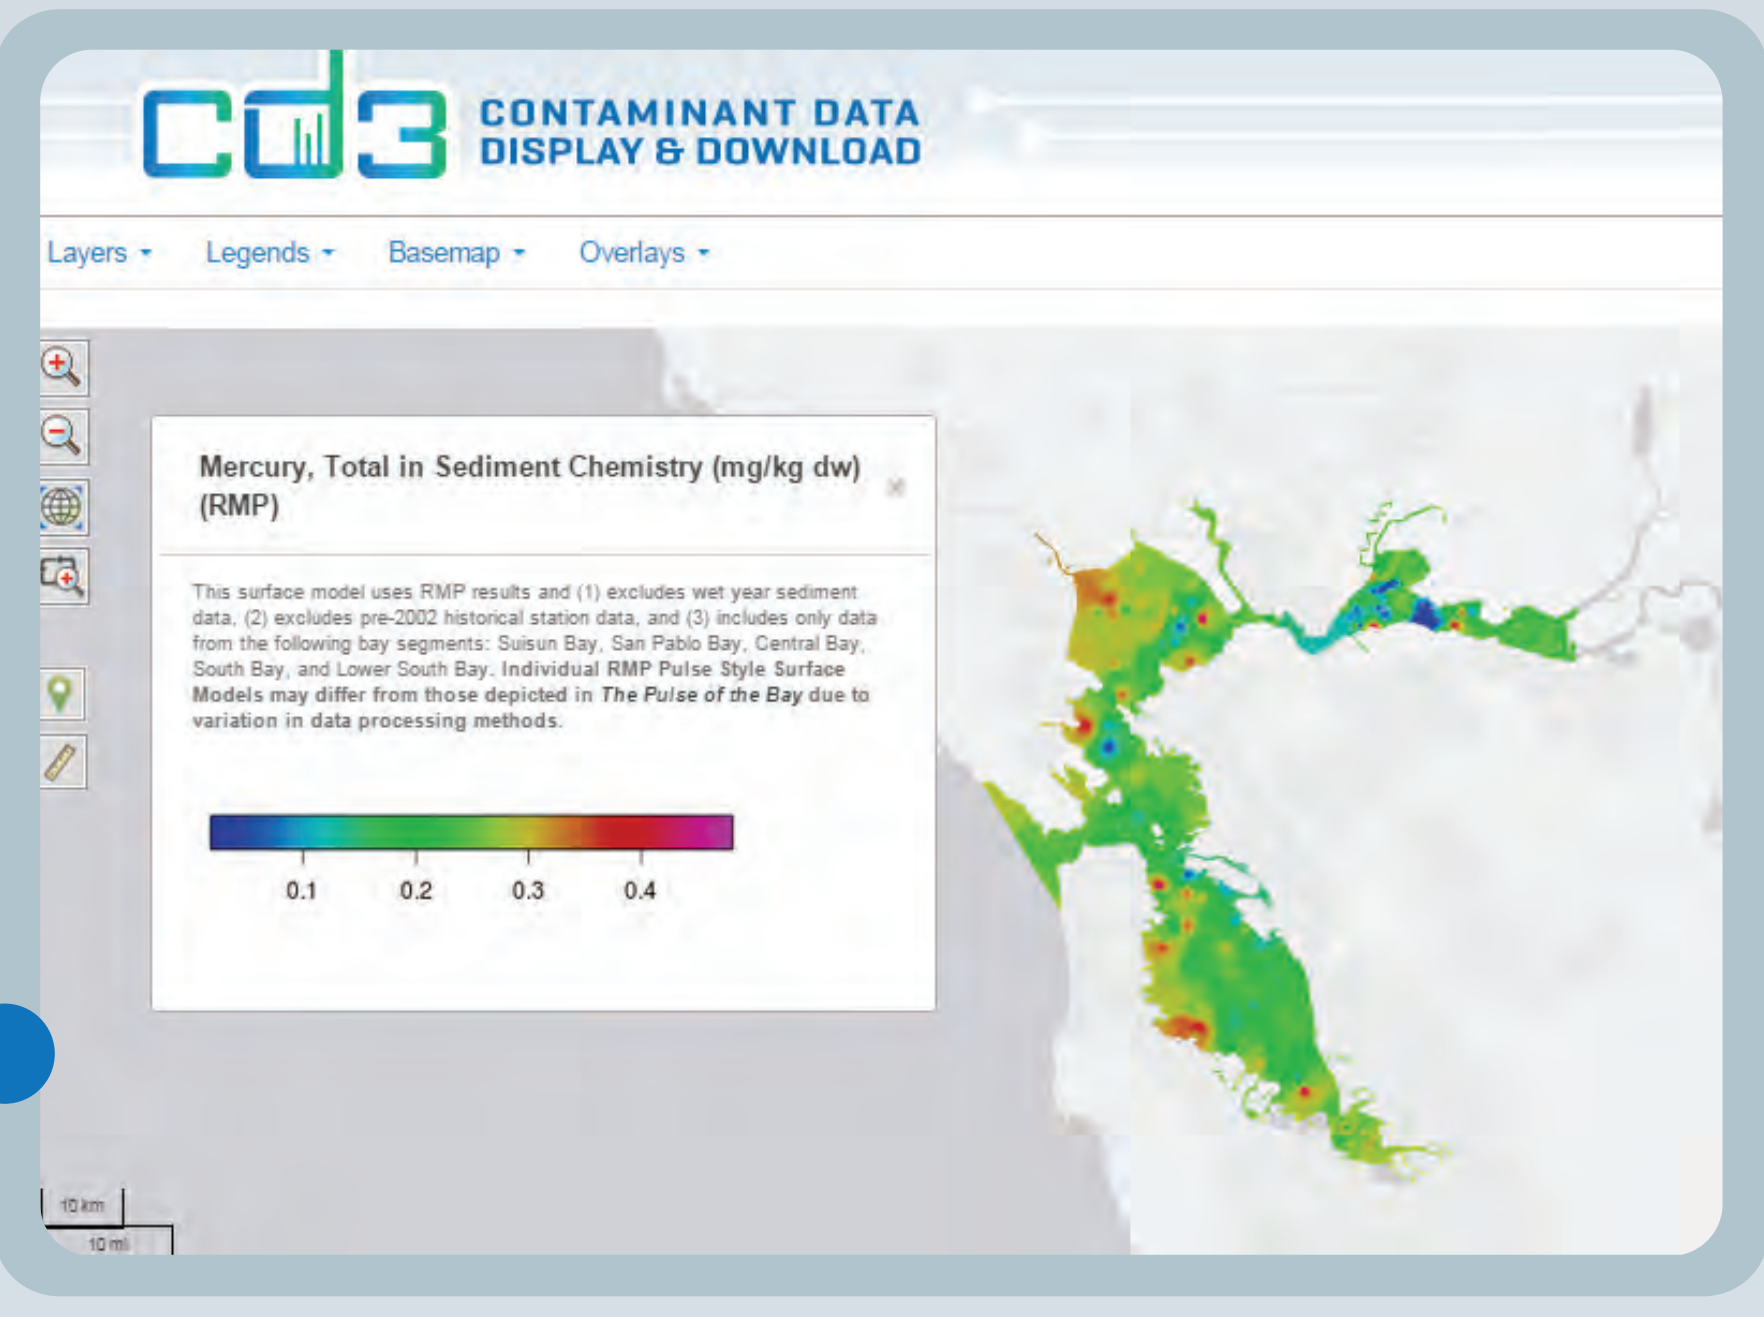 cd3
CONTAMINANT DATA
DISPLAY & DOWNLOAD
Layers
Legends
Basemap
Overlays
Mercury, Total in Sediment Chemistry (mg/kg dw)
(RMP)
This surface model uses RMP results and (1) excludes wet year sediment
data, (2) excludes pre-2002 historical station data, and (3) includes only data
from the following bay segments: Suisun Bay, San Pablo Bay, Central Bay,
South Bay, and Lower South Bay. Individual RMP Pulse Style Surface
Models may differ from those depicted in The Pulse of the Bay due to
variation in data processing methods.
0.1
0.2
0.3
0.4
10 km
10 mi